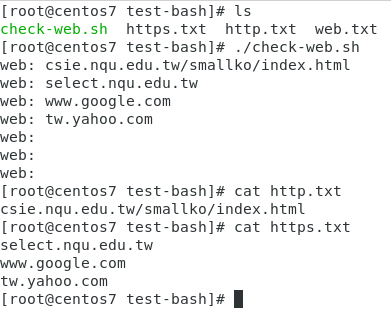 [root@centos7 test-bash]# ls
check-web.sh  https.txt  http.txt  web.txt
[root@centos7 test-bash]# ./check-web.sh
web: csie.nqu.edu.tw/smallko/index.html
web: select.nqu.edu.tw
web: www.google.com
web: tw.yahoo.com
web:
web:
web:
[root@centos7 test-bash]# cat http.txt
csie.nqu.edu.tw/smallko/index.html
[root@centos7 test-bash]# cat https.txt
select.nqu.edu.tw
www.google.com
tw.yahoo.com
[root@centos7 test-bash]#